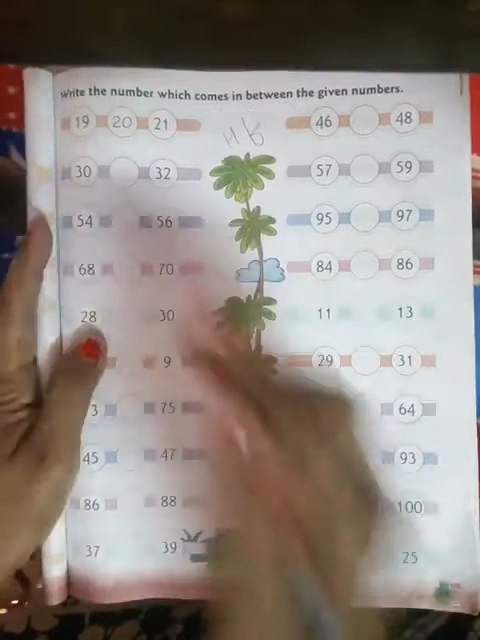 Write the number which comes in between the given numbers.
19 20 21 46 48
30 32 57 59
54 56 95 97
68 70 84 86
28 30 11 13
9 29 31
3 75 64
45 47 93
86 88 100
37 39 25